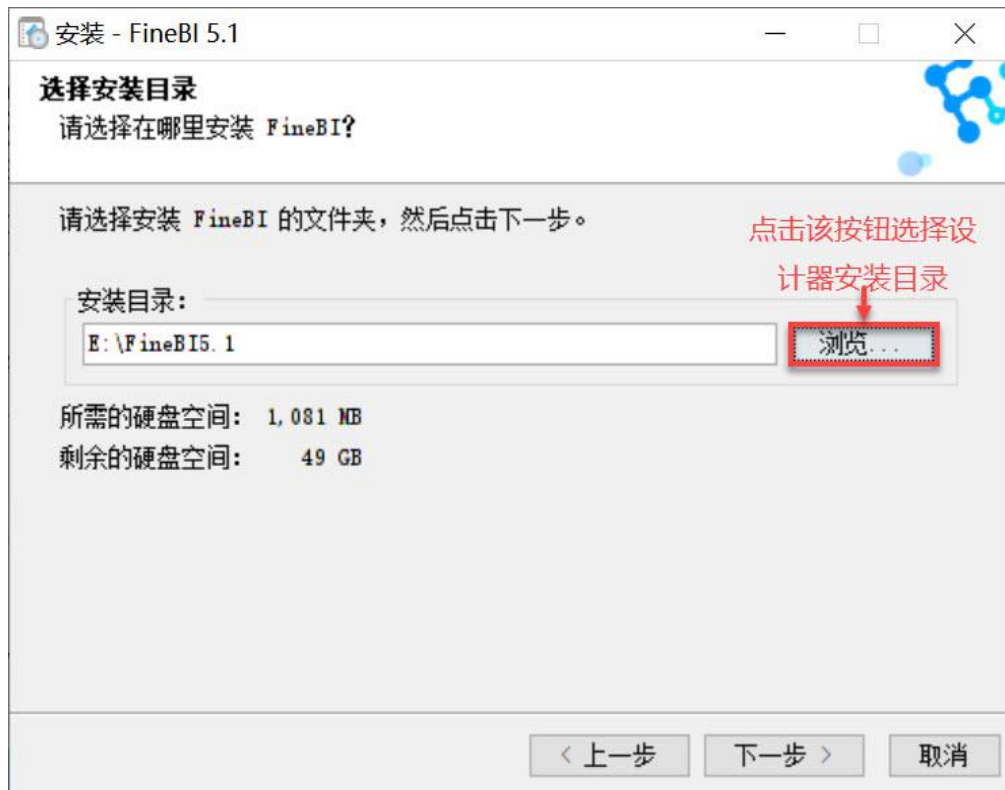 安装 - FineBI 5.1
选择安装目录
请选择在哪里安装 FineBI?
请选择安装 FineBI 的文件夹，然后点击下一步。
点击该按钮选择设
计器安装目录
安装目录:
E:\FineBI5.1
浏览...
所需的硬盘空间: 1,081 MB
剩余的硬盘空间: 49 GB
< 上一步
下一步 >
取消